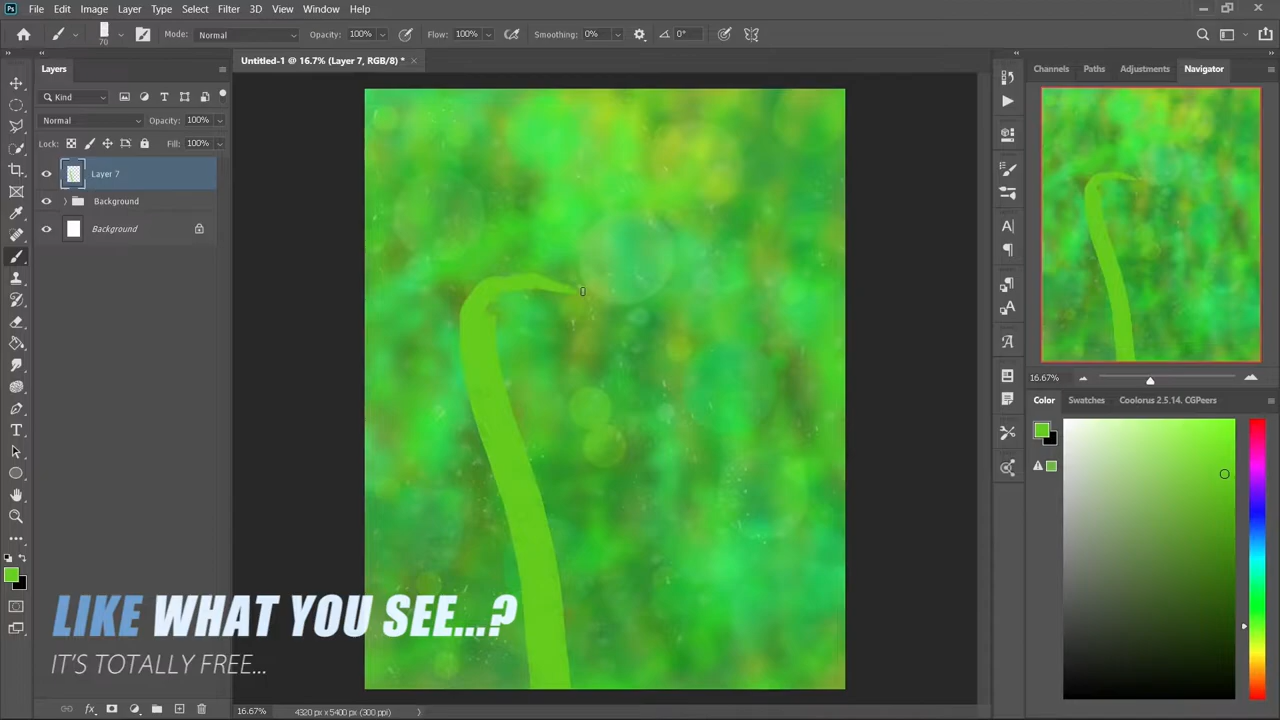 Ps File Edit Image Layer Type Select Filter 3D View Window Help
70 Mode: Normal Opacity: 100% Flow: 100% Smoothing: 0% 0°
Layers
Untitled-1 @ 16.7% (Layer 7, RGB/8) *
Channels Paths Adjustments Navigator
Kind
Normal Opacity: 100%
Lock: Fill: 100%
Layer 7
Background
Background
16.67%
Color Swatches Coolorus 2.5.14. CGPeers
LIKE WHAT YOU SEE...?
IT'S TOTALLY FREE...
fx
16.67% 4320 px x 5400 px (300 ppi)